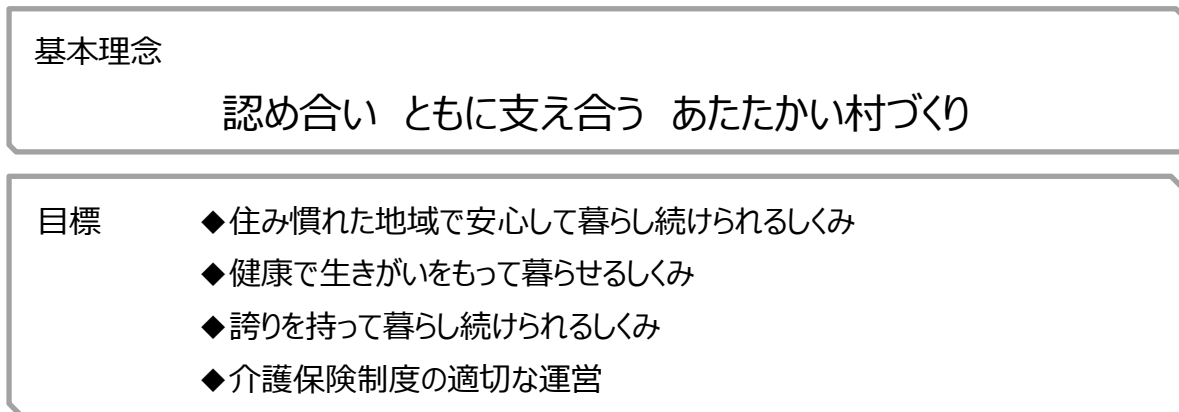 基本理念
認め合い ともに支え合う あたたかい村づくり
目標 ◆住み慣れた地域で安心して暮らし続けられるしくみ
◆健康で生きがいをもって暮らせるしくみ
◆誇りを持って暮らし続けられるしくみ
◆介護保険制度の適切な運営